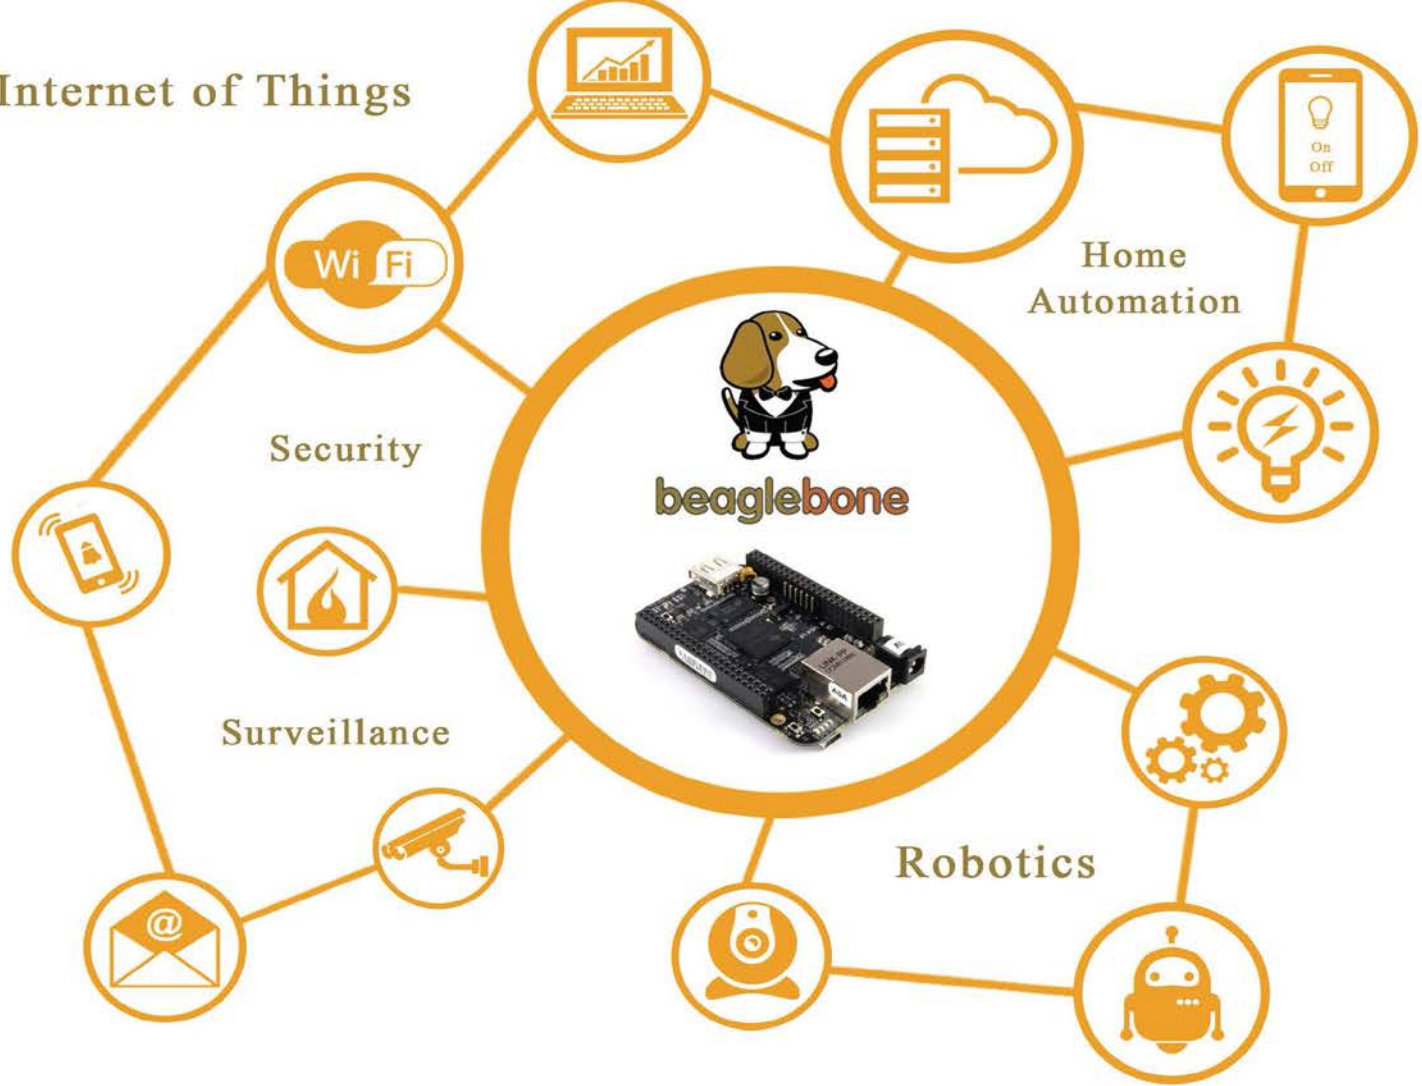 Internet of Things
On
Off
Wi Fi
Home
Automation
Security
beaglebone
Surveillance
Robotics
@